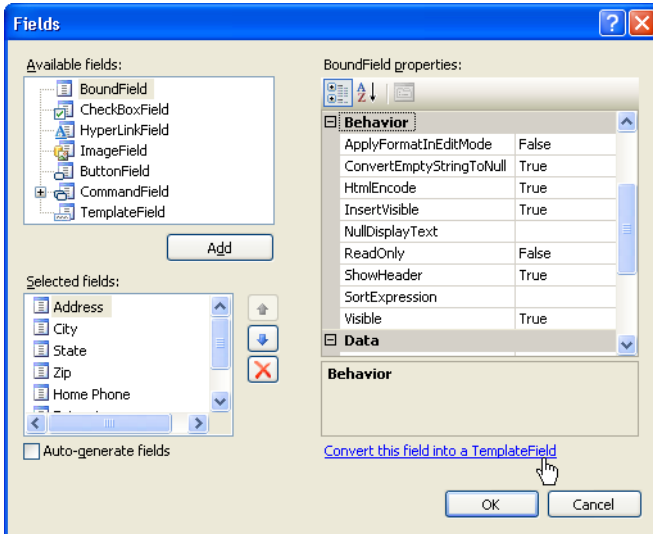 Fields
Available fields:
BoundField
CheckBoxField
HyperLinkField
ImageField
ButtonField
CommandField
TemplateField
Add
Selected fields:
Address
City
State
Zip
Home Phone
Auto-generate fields
BoundField properties:
Behavior
ApplyFormatInEditMode False
ConvertEmptyStringToNull True
HtmlEncode True
InsertVisible True
NullDisplayText
ReadOnly False
ShowHeader True
SortExpression
Visible True
Data
Behavior
Convert this field into a TemplateField
OK Cancel